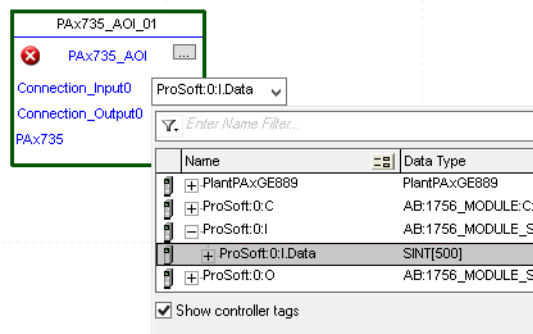 PAx735_AOI_01
PAx735_AOI ...
Connection_Input0
ProSoft:0:I.Data
Connection_Output0
PAx735
Enter Name Filter...
Name Data Type
PlantPAxGE889 PlantPAxGE889
ProSoft:0:C AB:1756_MODULE:C:
ProSoft:0:I AB:1756_MODULE_S
ProSoft:0:I.Data SINT[500]
ProSoft:0:O AB:1756_MODULE_S
Show controller tags